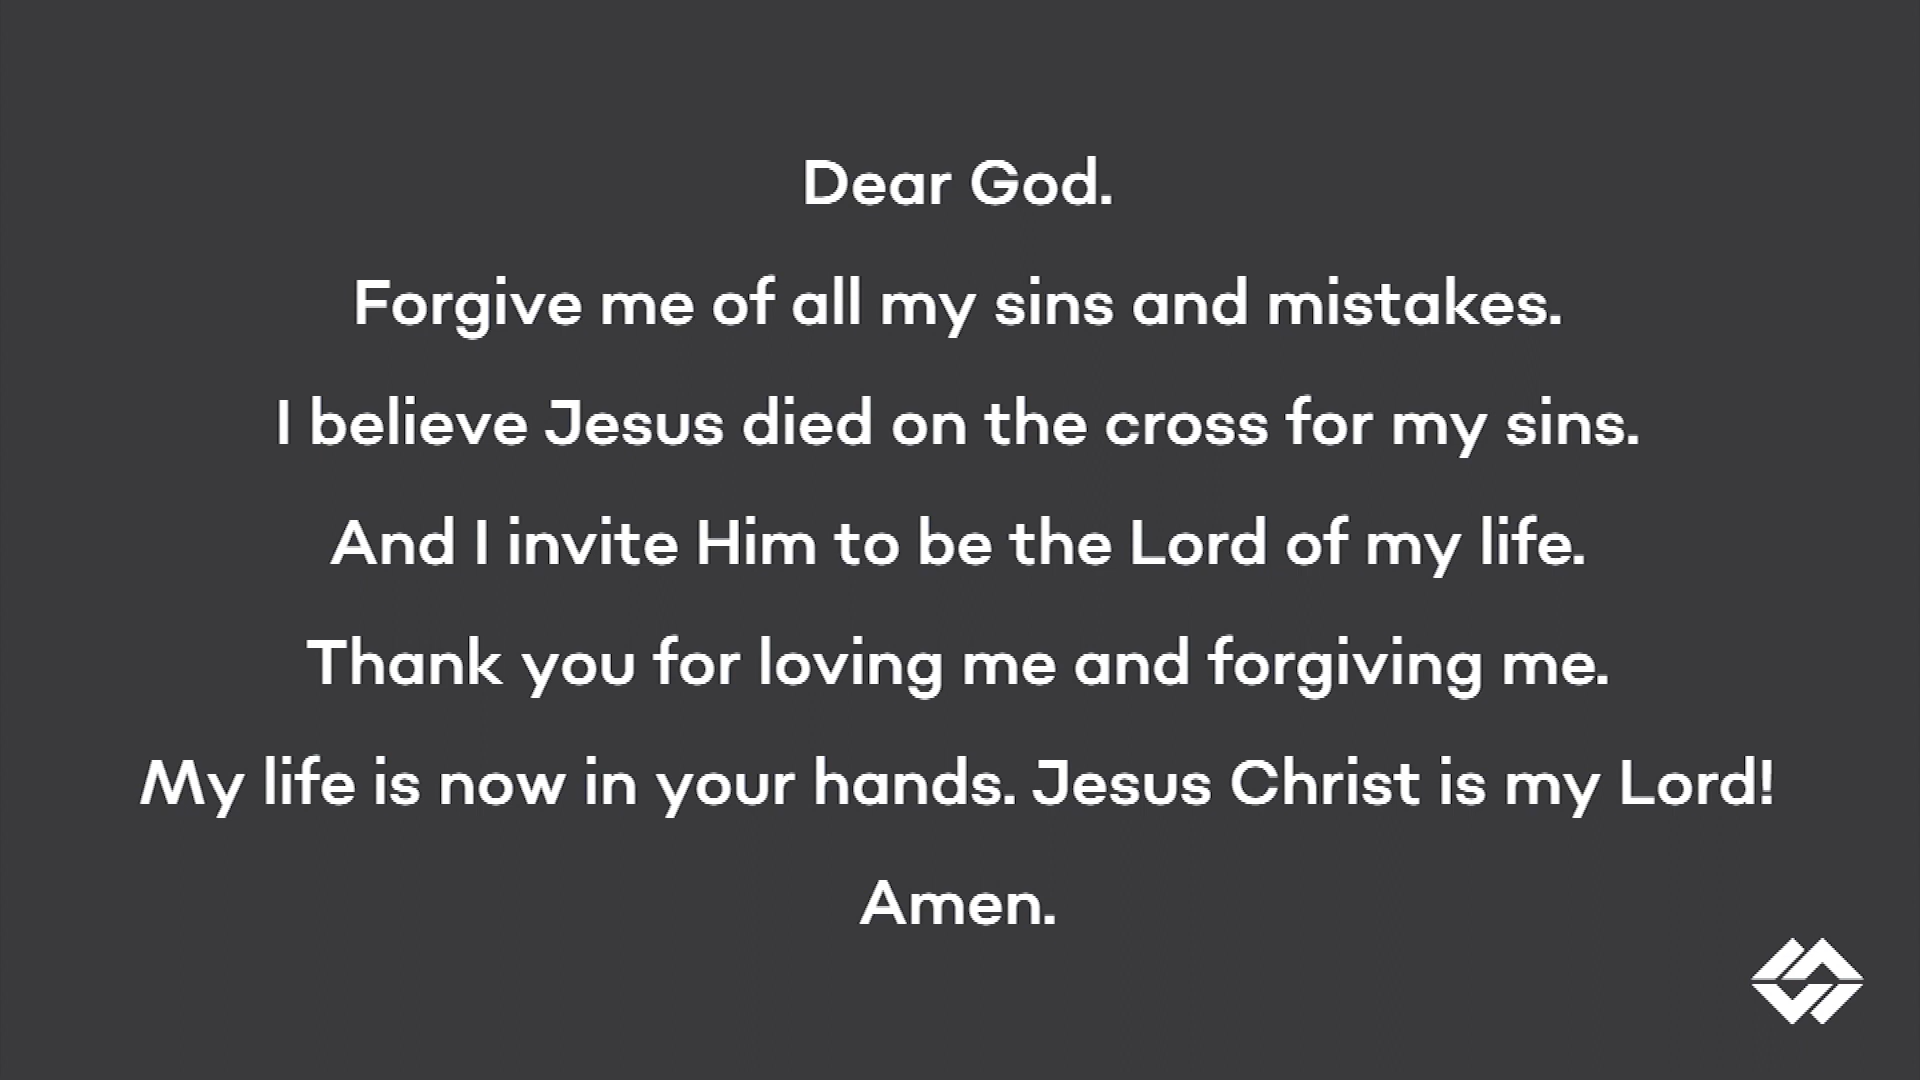 Dear God.
Forgive me of all my sins and mistakes.
I believe Jesus died on the cross for my sins.
And I invite Him to be the Lord of my life.
Thank you for loving me and forgiving me.
My life is now in your hands. Jesus Christ is my Lord!
Amen.